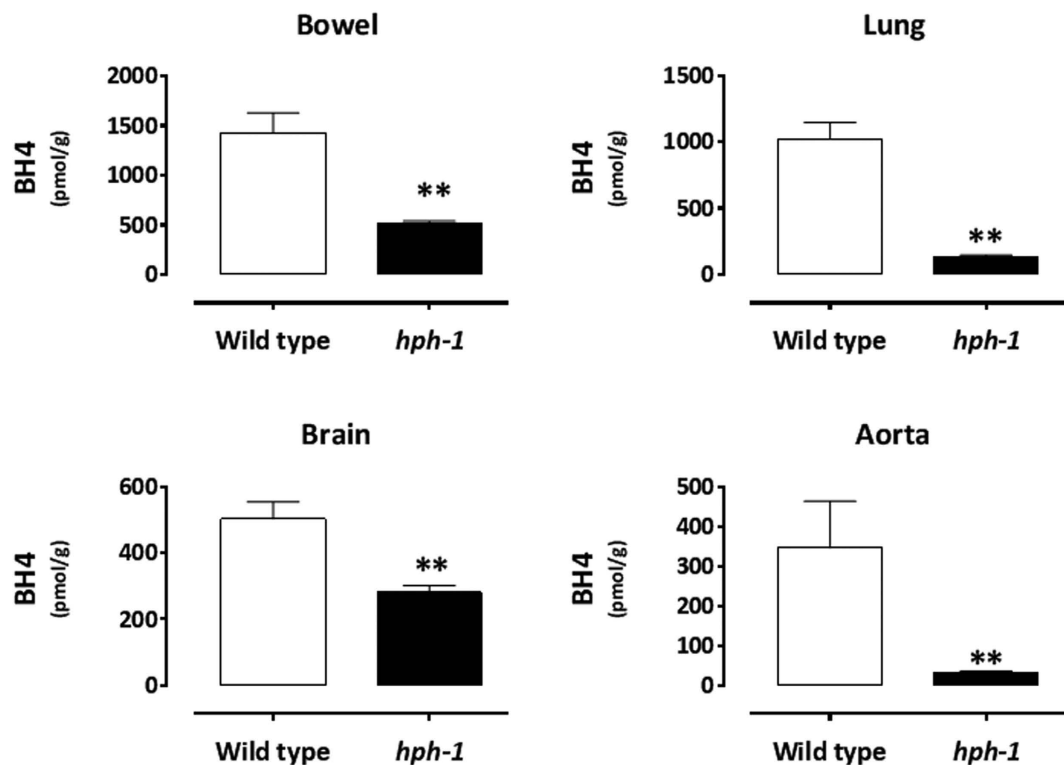 Bowel
BH4
(pmol/g)
2000
1500
1000
500
0
**
Wild type hph-1
Lung
BH4
(pmol/g)
1500
1000
500
0
**
Wild type hph-1
Brain
BH4
(pmol/g)
600
400
200
0
**
Wild type hph-1
Aorta
BH4
(pmol/g)
500
400
300
200
100
0
**
Wild type hph-1